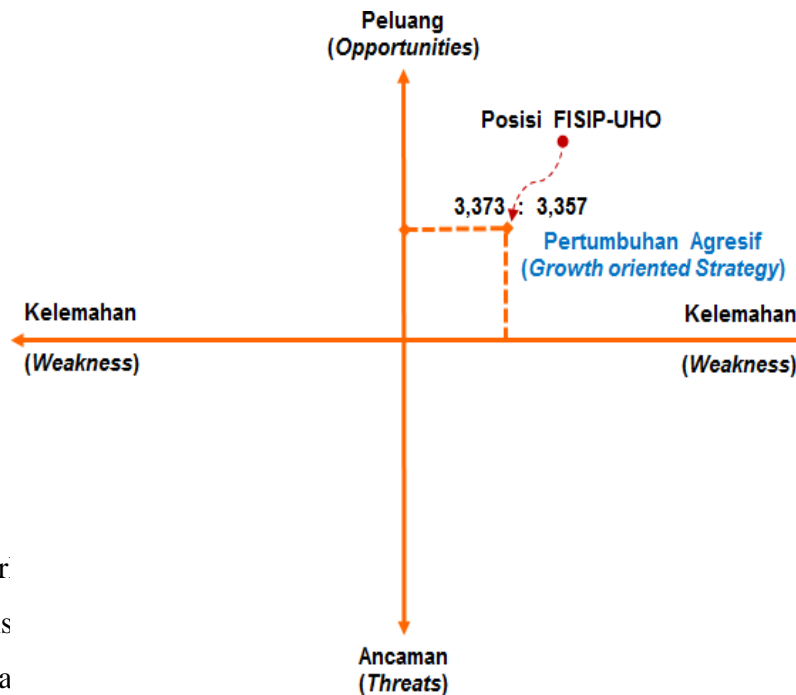 Peluang
(Opportunities)
Posisi FISIP-UHO
3,373 : 3,357
Pertumbuhan Agresif
(Growth oriented Strategy)
Kelemahan
(Weakness)
Kelemahan
(Weakness)
Ancaman
(Threats)